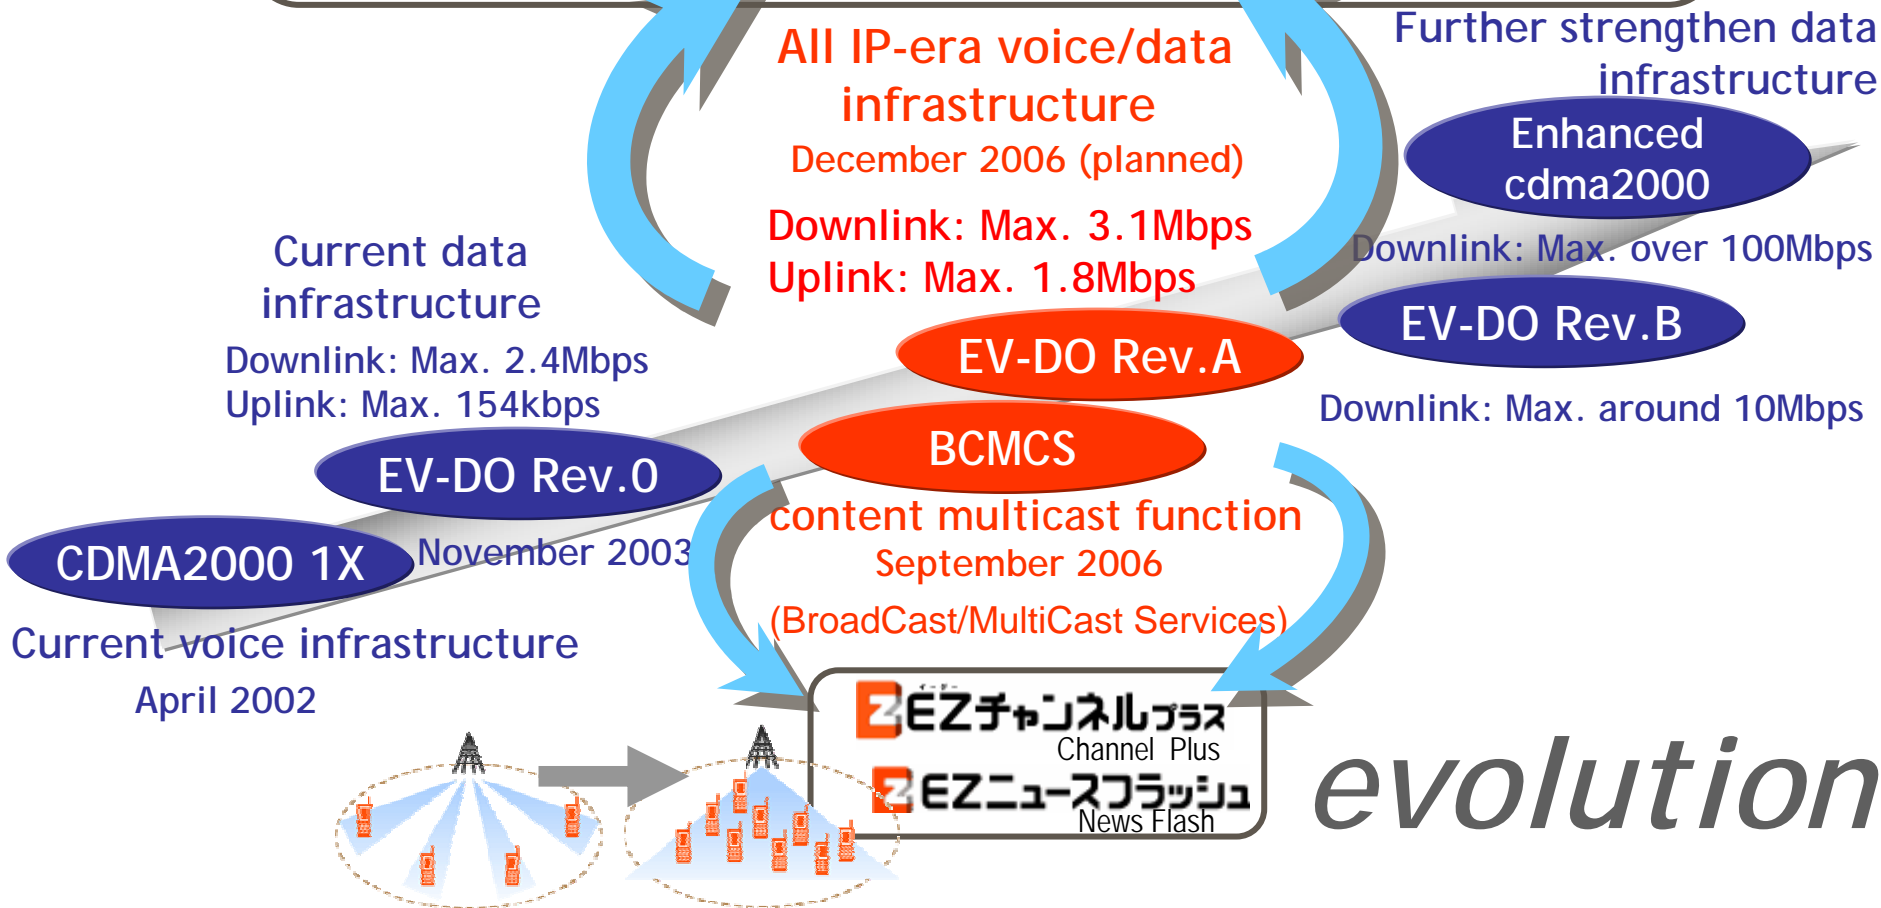 All IP-era voice/data
infrastructure
December 2006 (planned)
Downlink: Max. 3.1Mbps
Uplink: Max. 1.8Mbps
Further strengthen data
infrastructure
Enhanced
cdma2000
Downlink: Max. over 100Mbps
EV-DO Rev.B
Downlink: Max. around 10Mbps
Current data
infrastructure
Downlink: Max. 2.4Mbps
Uplink: Max. 154kbps
EV-DO Rev.A
BCMCS
content multicast function
September 2006
(BroadCast/MultiCast Services)
EV-DO Rev.0
November 2003
CDMA2000 1X
Current voice infrastructure
April 2002
イージー
EZチャンネルプラス
Channel Plus
EZニュースフラッシュ
News Flash
evolution